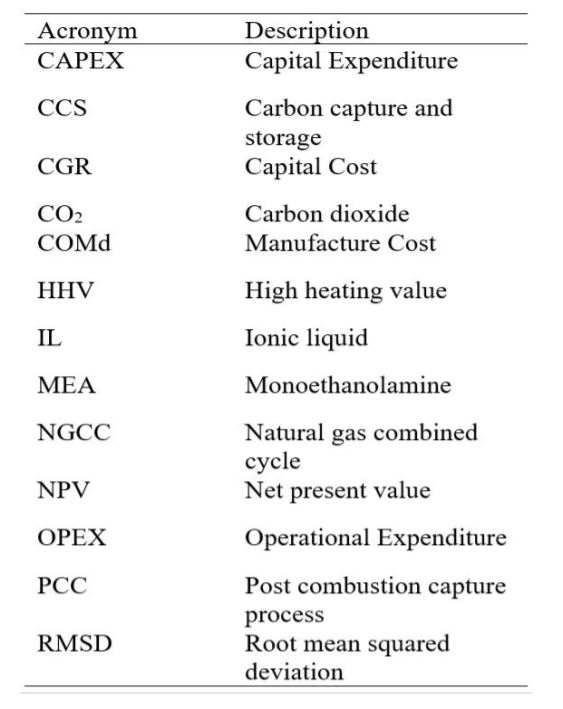 Acronym Description
CAPEX Capital Expenditure
CCS Carbon capture and
storage
CGR Capital Cost
CO₂ Carbon dioxide
COMd Manufacture Cost
HHV High heating value
IL Ionic liquid
MEA Monoethanolamine
NGCC Natural gas combined
cycle
NPV Net present value
OPEX Operational Expenditure
PCC Post combustion capture
process
RMSD Root mean squared
deviation